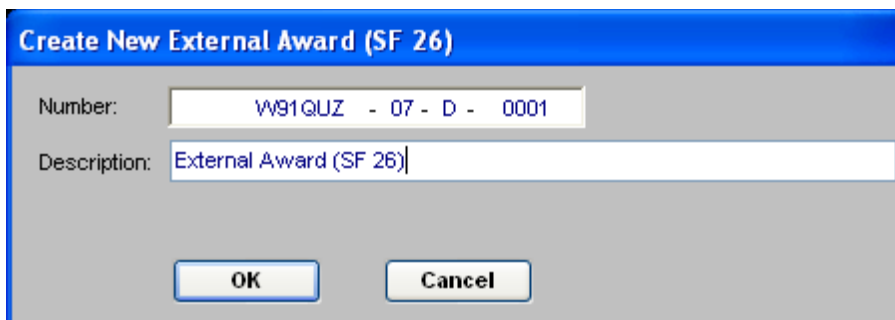 Create New External Award (SF 26)
Number: W91QUZ - 07 - D - 0001
Description: External Award (SF 26)
OK Cancel